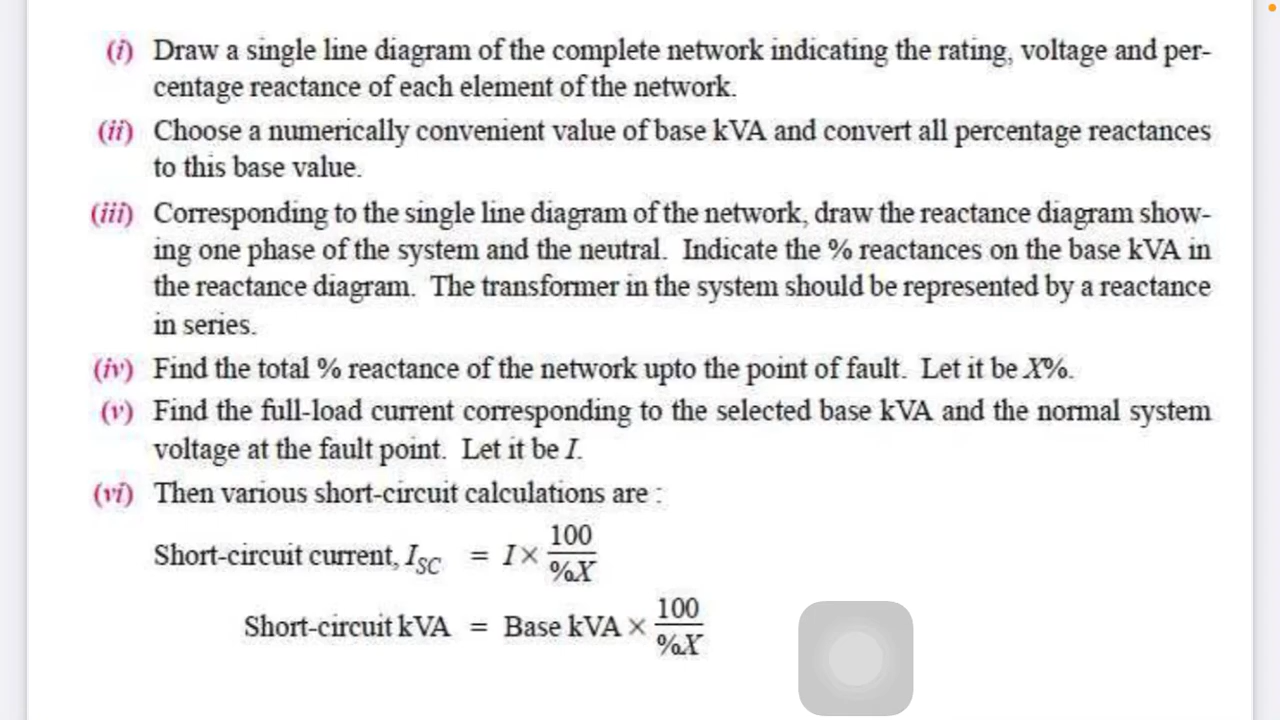 (i) Draw a single line diagram of the complete network indicating the rating, voltage and per-
centage reactance of each element of the network.
(ii) Choose a numerically convenient value of base kVA and convert all percentage reactances
to this base value.
(iii) Corresponding to the single line diagram of the network, draw the reactance diagram show-
ing one phase of the system and the neutral. Indicate the % reactances on the base kVA in
the reactance diagram. The transformer in the system should be represented by a reactance
in series.
(iv) Find the total % reactance of the network upto the point of fault. Let it be X%.
(v) Find the full-load current corresponding to the selected base kVA and the normal system
voltage at the fault point. Let it be I.
(vi) Then various short-circuit calculations are :
Short-circuit current, I_SC = I × 100/%X
Short-circuit kVA = Base kVA × 100/%X